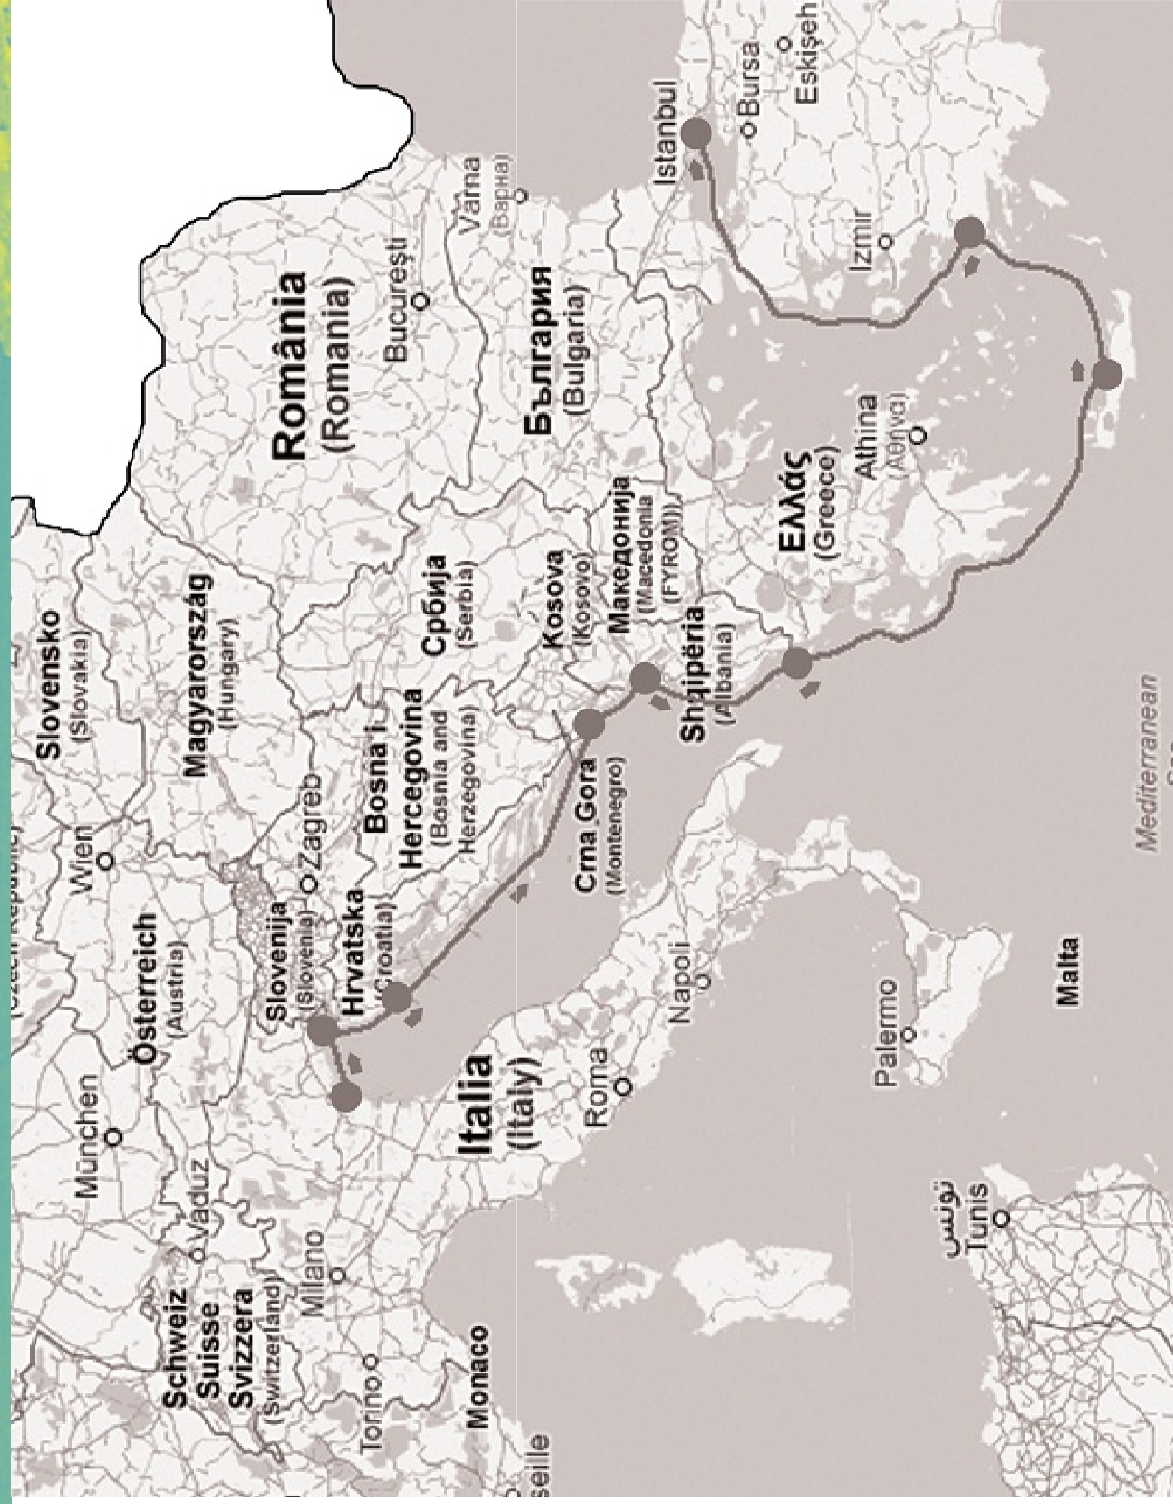 Slovensko
(Slovakia)
Wien
Magyarország
(Hungary)
România
(Romania)
București
Varna
(Варна)
Österreich
(Austria)
München
Slovenija
(Slovenia)
Zagreb
Hrvatska
(Croatia)
Bosna i
Hercegovina
(Bosnia and
Herzegovina)
Србија
(Serbia)
България
(Bulgaria)
Istanbul
Bursa
Eskişeh
Vaduz
Schweiz
Suisse
Svizzera
(Switzerland)
Milano
Torino
Monaco
seille
Italia
(Italy)
Roma
Napoli
Crna Gora
(Montenegro)
Kosova
(Kosovo)
Македонија
(Macedonia
(FYROM))
Shqipëria
(Albania)
Ελλάς
(Greece)
Athina
(Αθήνα)
Izmir
Palermo
Malta
تونس
Tunis
Mediterranean